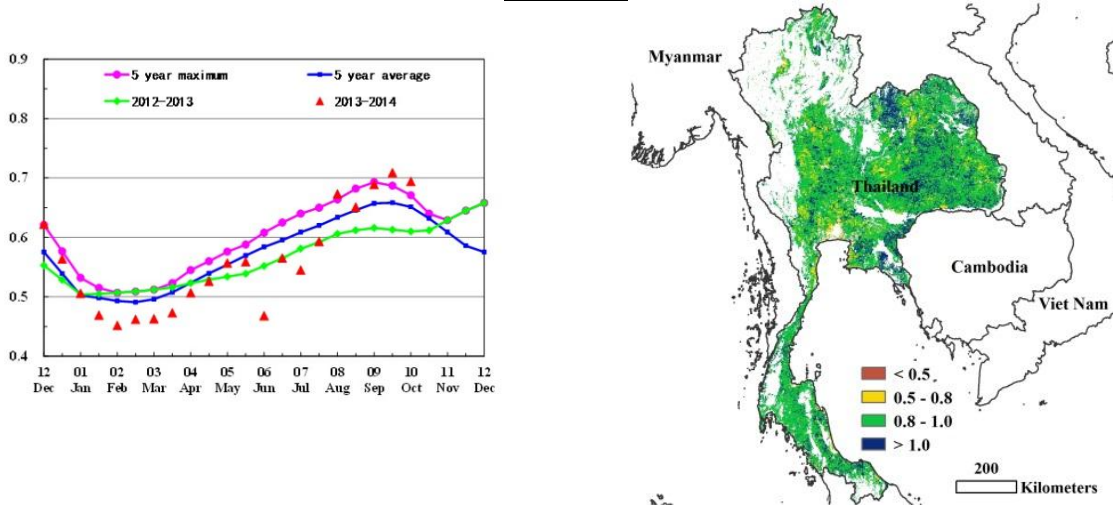 0.9
0.8
0.7
0.6
0.5
0.4
5 year maximum
5 year average
2012-2013
2013-2014
12 01 02 03 04 05 06 07 08 09 10 11 12
Dec Jan Feb Mar Apr May Jun Jul Aug Sep Oct Nov Dec
Myanmar
Thailand
Cambodia
Viet Nam
< 0.5
0.5 - 0.8
0.8 - 1.0
> 1.0
200
Kilometers